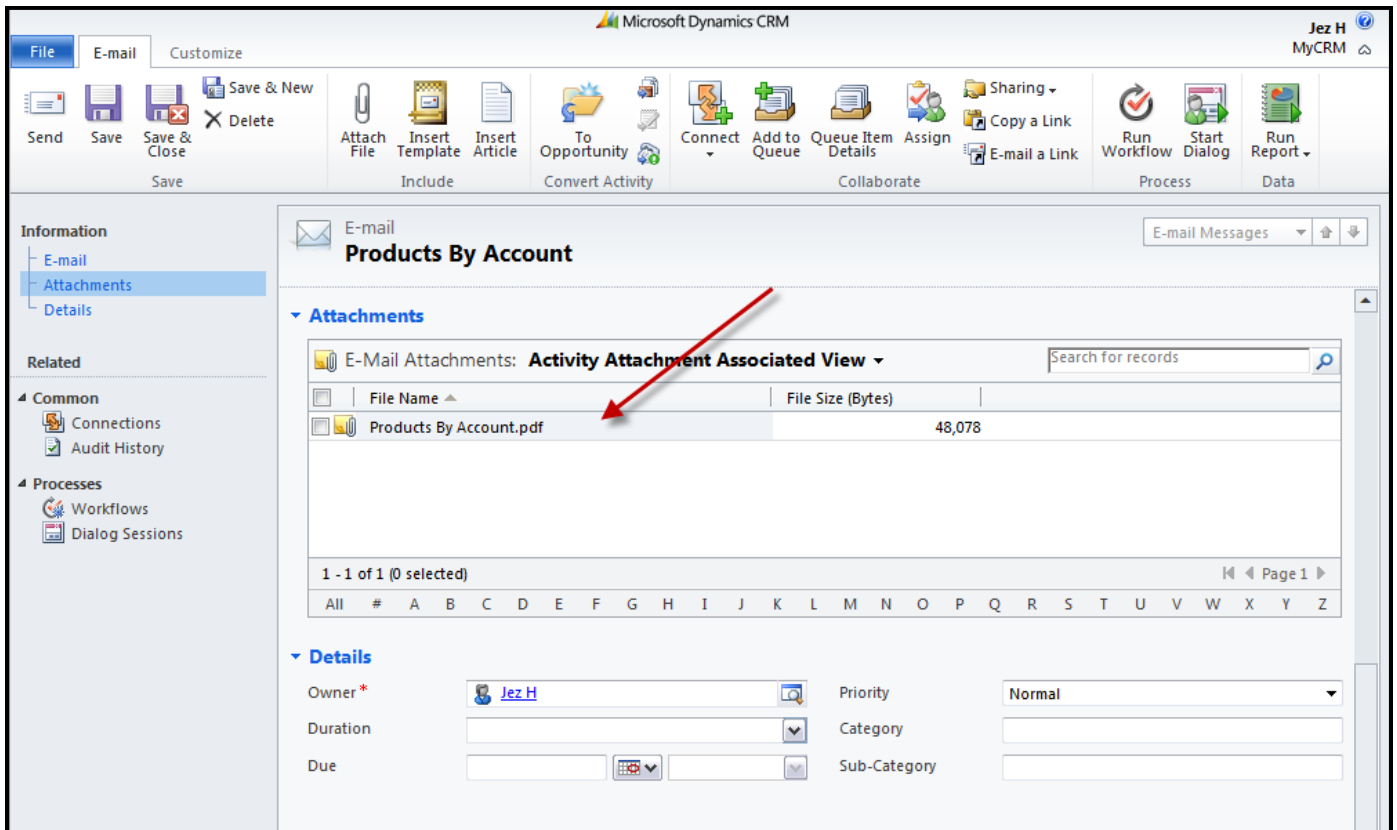 Microsoft Dynamics CRM
Jez H
MyCRM
File E-mail Customize
Send
Save
Save & Close
Save & New
Delete
Save
Attach File
Insert Template
Insert Article
Include
To Opportunity
Convert Activity
Connect
Add to Queue
Queue Item Details
Assign
Sharing
Copy a Link
E-mail a Link
Collaborate
Run Workflow
Start Dialog
Process
Run Report
Data
Information
E-mail
Attachments
Details
Related
Common
Connections
Audit History
Processes
Workflows
Dialog Sessions
E-mail
Products By Account
E-mail Messages
Attachments
E-Mail Attachments: Activity Attachment Associated View
Search for records
File Name File Size (Bytes)
Products By Account.pdf 48,078
1 - 1 of 1 (0 selected) Page 1
All # A B C D E F G H I J K L M N O P Q R S T U V W X Y Z
Details
Owner* Jez H Priority Normal
Duration Category
Due Sub-Category